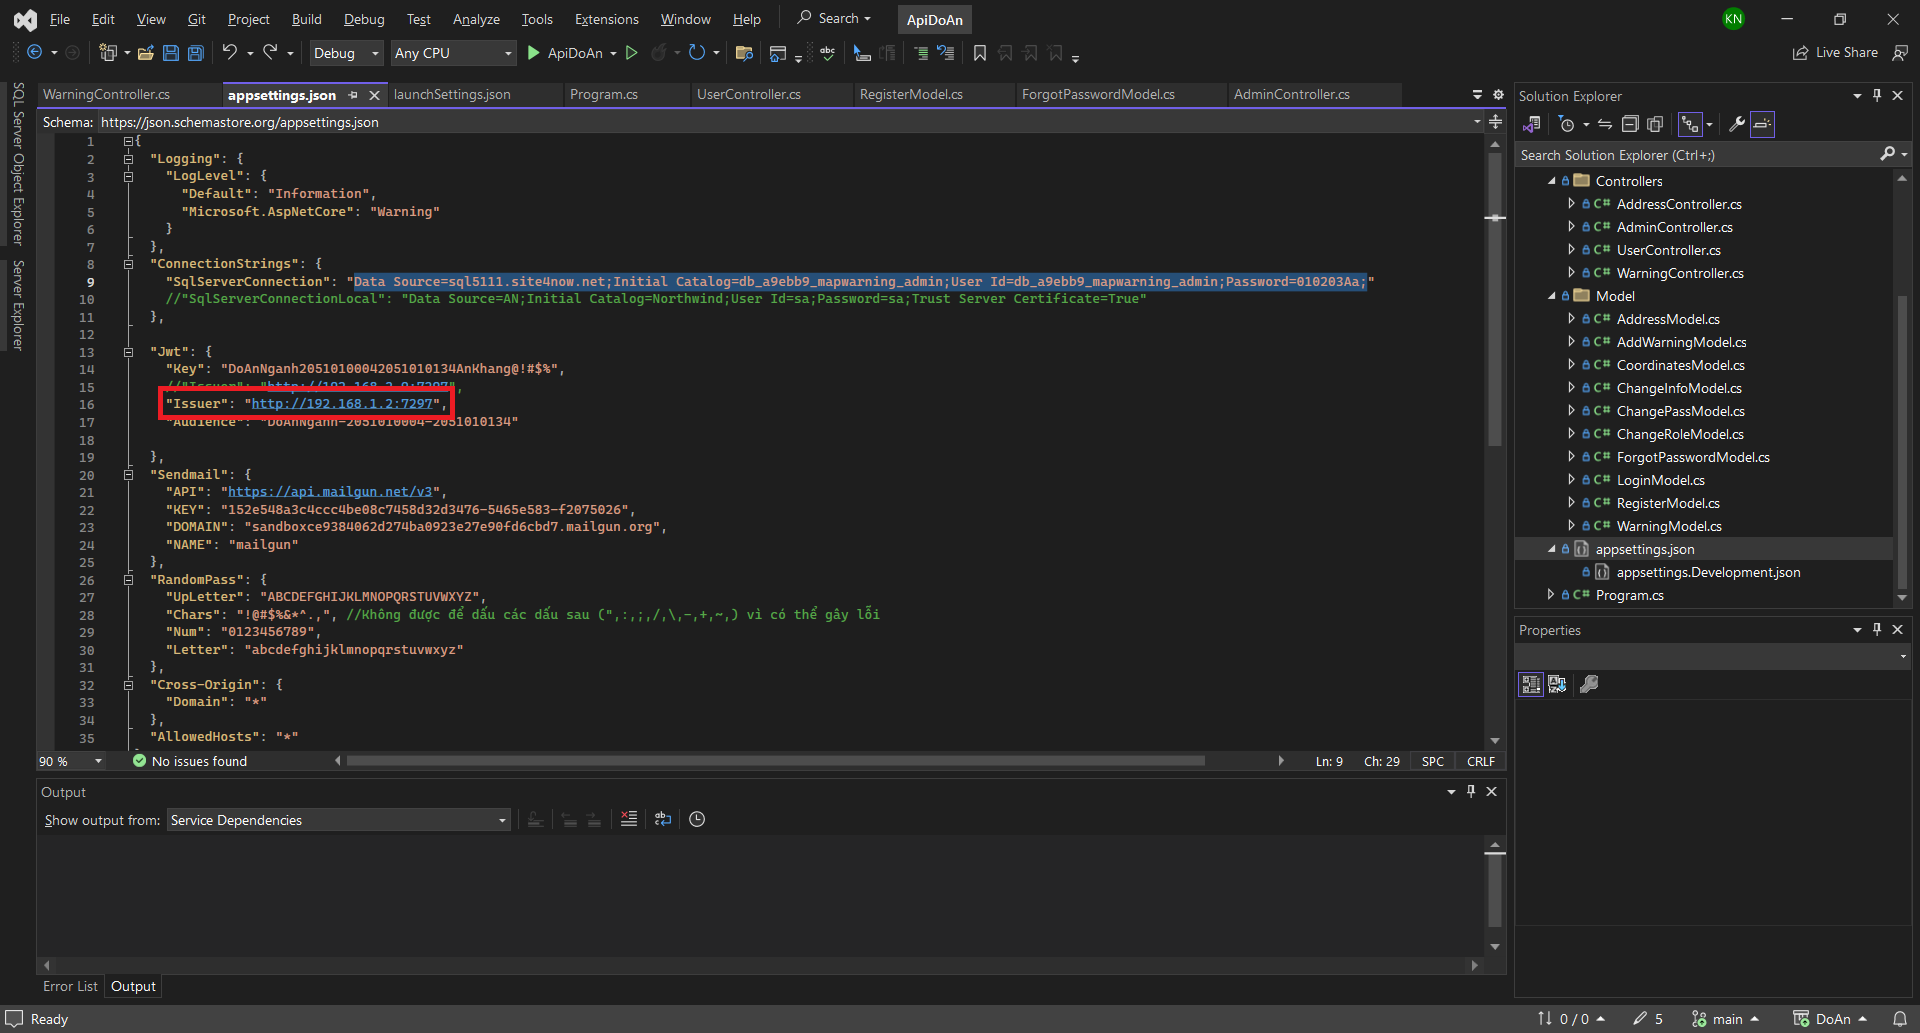 File Edit View Git Project Build Debug Test Analyze Tools Extensions Window Help Search ApiDoAn KN
Debug Any CPU ApiDoAn Live Share
SQL Server Object Explorer
Server Explorer
WarningController.cs appsettings.json launchSettings.json Program.cs UserController.cs RegisterModel.cs ForgotPasswordModel.cs AdminController.cs
Schema: https://json.schemastore.org/appsettings.json
1 {
2 "Logging": {
3 "LogLevel": {
4 "Default": "Information",
5 "Microsoft.AspNetCore": "Warning"
6 }
7 },
8 "ConnectionStrings": {
9 "SqlServerConnection": "Data Source=sql5111.site4now.net;Initial Catalog=db_a9ebb9_mapwarning_admin;User Id=db_a9ebb9_mapwarning_admin;Password=010203Aa;"
10 //"SqlServerConnectionLocal": "Data Source=AN;Initial Catalog=Northwind;User Id=sa;Password=sa;Trust Server Certificate=True"
11 },
12
13 "Jwt": {
14 "Key": "DoAnNganh20510100042051010134AnKhang@!#$%",
15 //"Issuer": "http://192.168.2.9:7297",
16 "Issuer": "http://192.168.1.2:7297",
17 "Audience": "DoAnNganh-2051010004-2051010134"
18
19 },
20 "Sendmail": {
21 "API": "https://api.mailgun.net/v3",
22 "KEY": "152e548a3c4ccc4be08c7458d32d3476-5465e583-f2075026",
23 "DOMAIN": "sandboxce9384062d274ba0923e27e90fd6cbd7.mailgun.org",
24 "NAME": "mailgun"
25 },
26 "RandomPass": {
27 "UpLetter": "ABCDEFGHIJKLMNOPQRSTUVWXYZ",
28 "Chars": "!@#$%&*^.,", //Không được để dấu các dấu sau (",:,;,/,\,-,+,~,) vì có thể gây lỗi
29 "Num": "0123456789",
30 "Letter": "abcdefghijklmnopqrstuvwxyz"
31 },
32 "Cross-Origin": {
33 "Domain": "*"
34 },
35 "AllowedHosts": "*"
90 % No issues found Ln: 9 Ch: 29 SPC CRLF
Output
Show output from: Service Dependencies
Error List Output
Solution Explorer
Search Solution Explorer (Ctrl+;)
Controllers
C# AddressController.cs
C# AdminController.cs
C# UserController.cs
C# WarningController.cs
Model
C# AddressModel.cs
C# AddWarningModel.cs
C# CoordinatesModel.cs
C# ChangeInfoModel.cs
C# ChangePassModel.cs
C# ChangeRoleModel.cs
C# ForgotPasswordModel.cs
C# LoginModel.cs
C# RegisterModel.cs
C# WarningModel.cs
appsettings.json
appsettings.Development.json
C# Program.cs
Properties
Ready 0 / 0 5 main DoAn